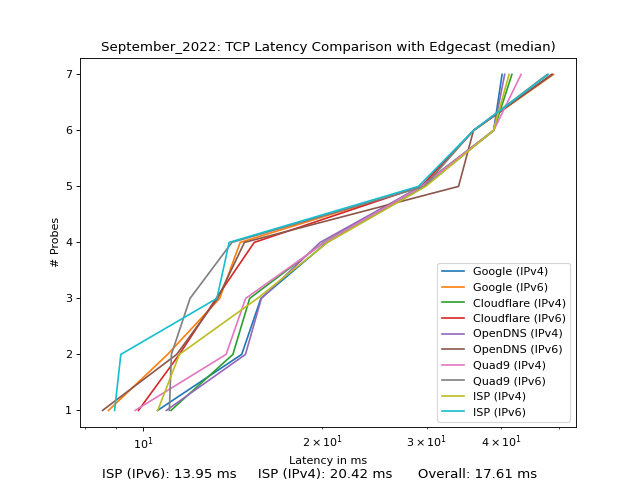 September_2022: TCP Latency Comparison with Edgecast (median)
# Probes
7
6
5
4
3
2
1
Google (IPv4)
Google (IPv6)
Cloudflare (IPv4)
Cloudflare (IPv6)
OpenDNS (IPv4)
OpenDNS (IPv6)
Quad9 (IPv4)
Quad9 (IPv6)
ISP (IPv4)
ISP (IPv6)
10¹ 2 × 10¹ 3 × 10¹ 4 × 10¹
Latency in ms
ISP (IPv6): 13.95 ms ISP (IPv4): 20.42 ms Overall: 17.61 ms